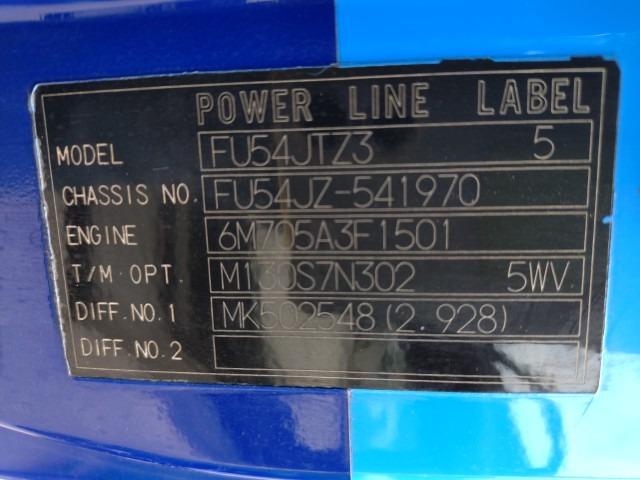 POWER LINE LABEL
MODEL FU54JTZ3 5
CHASSIS NO. FU54JZ-541970
ENGINE 6M705A3F1501
T/M OPT. M130S7N302 5WV
DIFF.NO.1 MK502548(2.928)
DIFF.NO.2